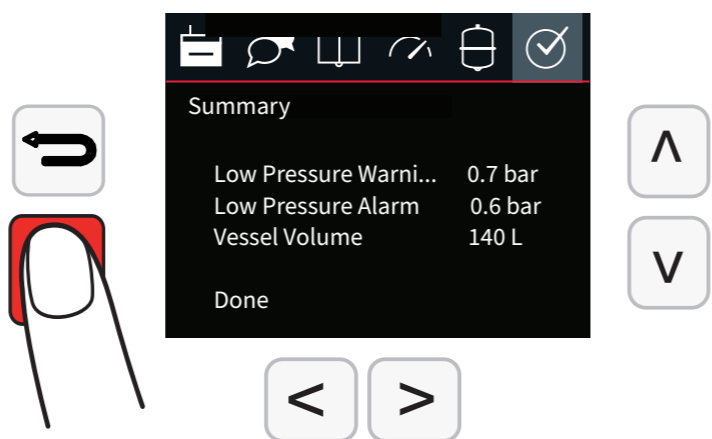 Summary
Low Pressure Warni... 0.7 bar
Low Pressure Alarm 0.6 bar
Vessel Volume 140 L
Done